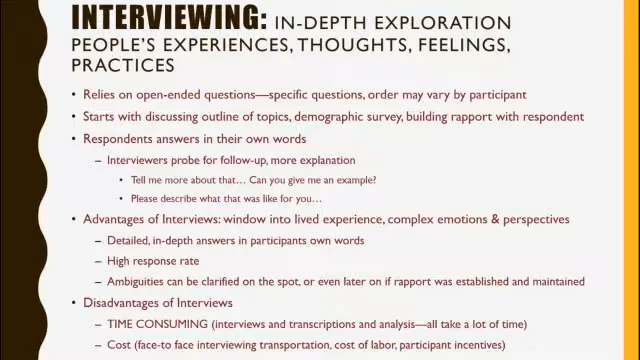 INTERVIEWING: IN-DEPTH EXPLORATION
PEOPLE'S EXPERIENCES, THOUGHTS, FEELINGS,
PRACTICES
• Relies on open-ended questions—specific questions, order may vary by participant
• Starts with discussing outline of topics, demographic survey, building rapport with respondent
• Respondents answers in their own words
– Interviewers probe for follow-up, more explanation
• Tell me more about that… Can you give me an example?
• Please describe what that was like for you…
• Advantages of Interviews: window into lived experience, complex emotions & perspectives
– Detailed, in-depth answers in participants own words
– High response rate
– Ambiguities can be clarified on the spot, or even later on if rapport was established and maintained
• Disadvantages of Interviews
– TIME CONSUMING (interviews and transcriptions and analysis—all take a lot of time)
– Cost (face-to face interviewing transportation, cost of labor, participant incentives)